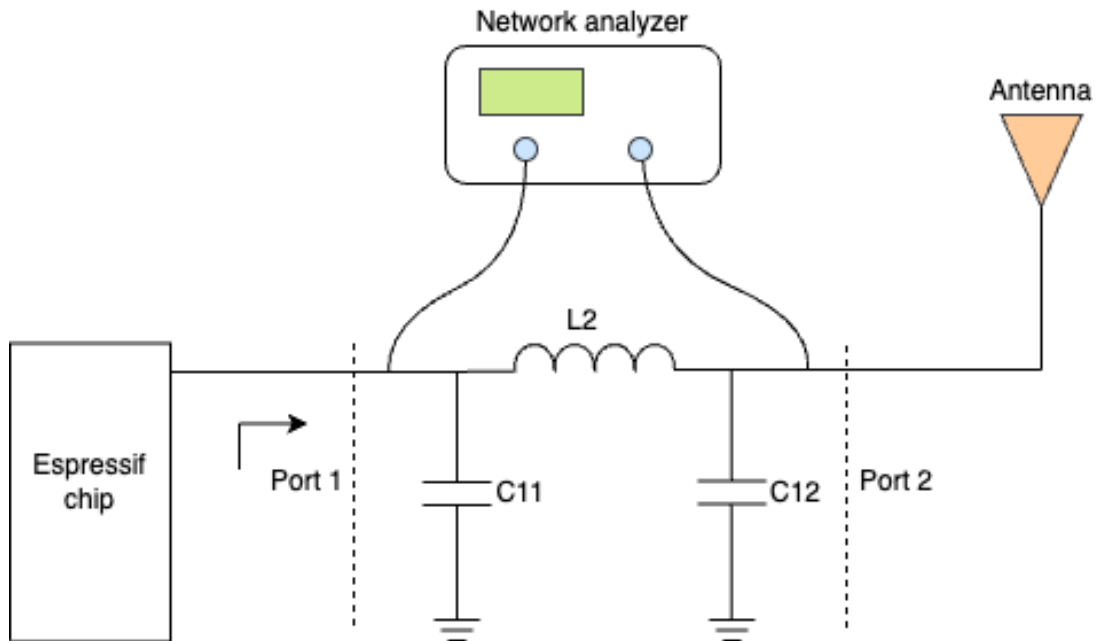 Network analyzer
Antenna
L2
Espressif
chip
Port 1
C11
C12
Port 2